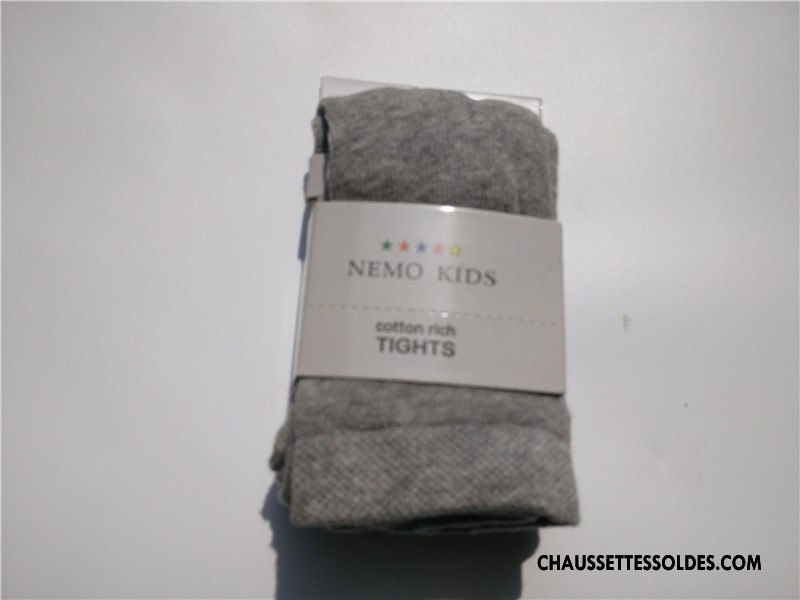 NEMO KIDS
cotton rich
TIGHTS
CHAUSSETTESSOLDES.COM